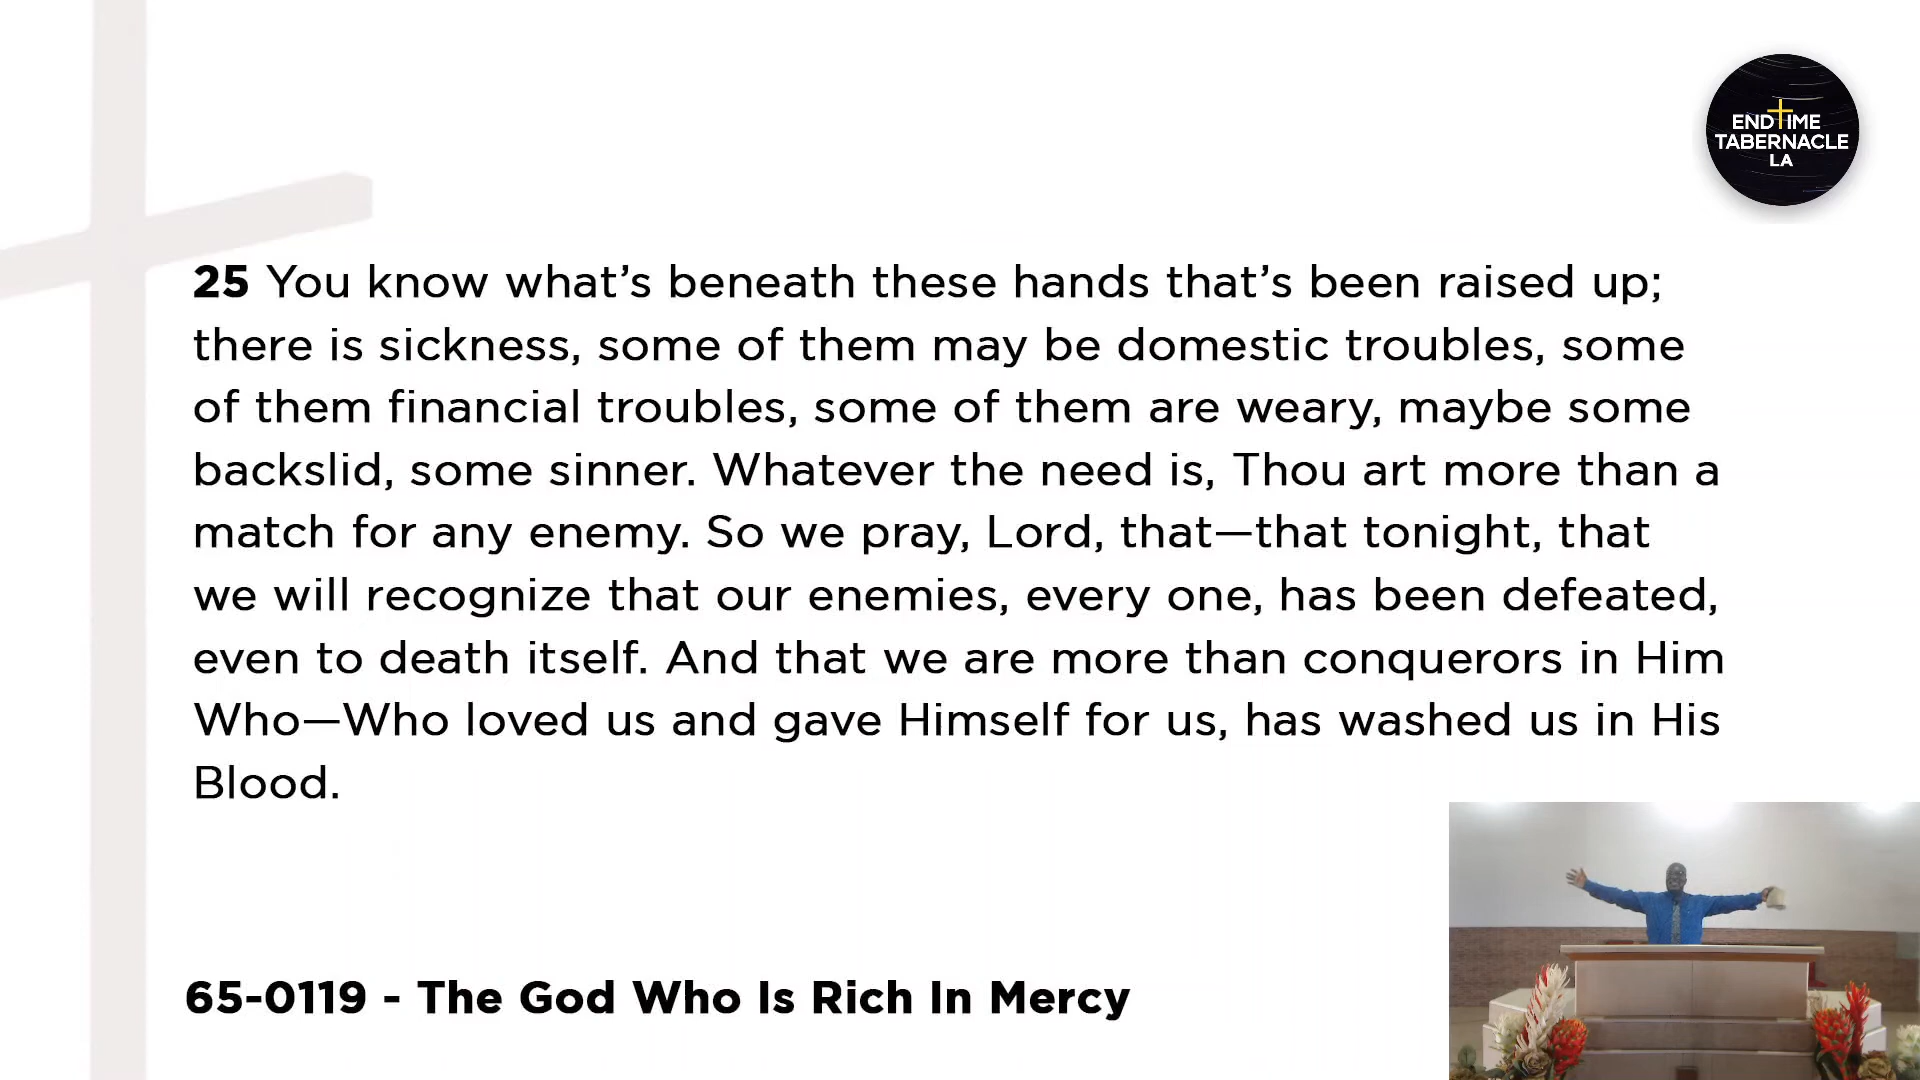 END TIME
TABERNACLE
LA
25 You know what’s beneath these hands that’s been raised up;
there is sickness, some of them may be domestic troubles, some
of them financial troubles, some of them are weary, maybe some
backslid, some sinner. Whatever the need is, Thou art more than a
match for any enemy. So we pray, Lord, that—that tonight, that
we will recognize that our enemies, every one, has been defeated,
even to death itself. And that we are more than conquerors in Him
Who—Who loved us and gave Himself for us, has washed us in His
Blood.
65-0119 - The God Who Is Rich In Mercy